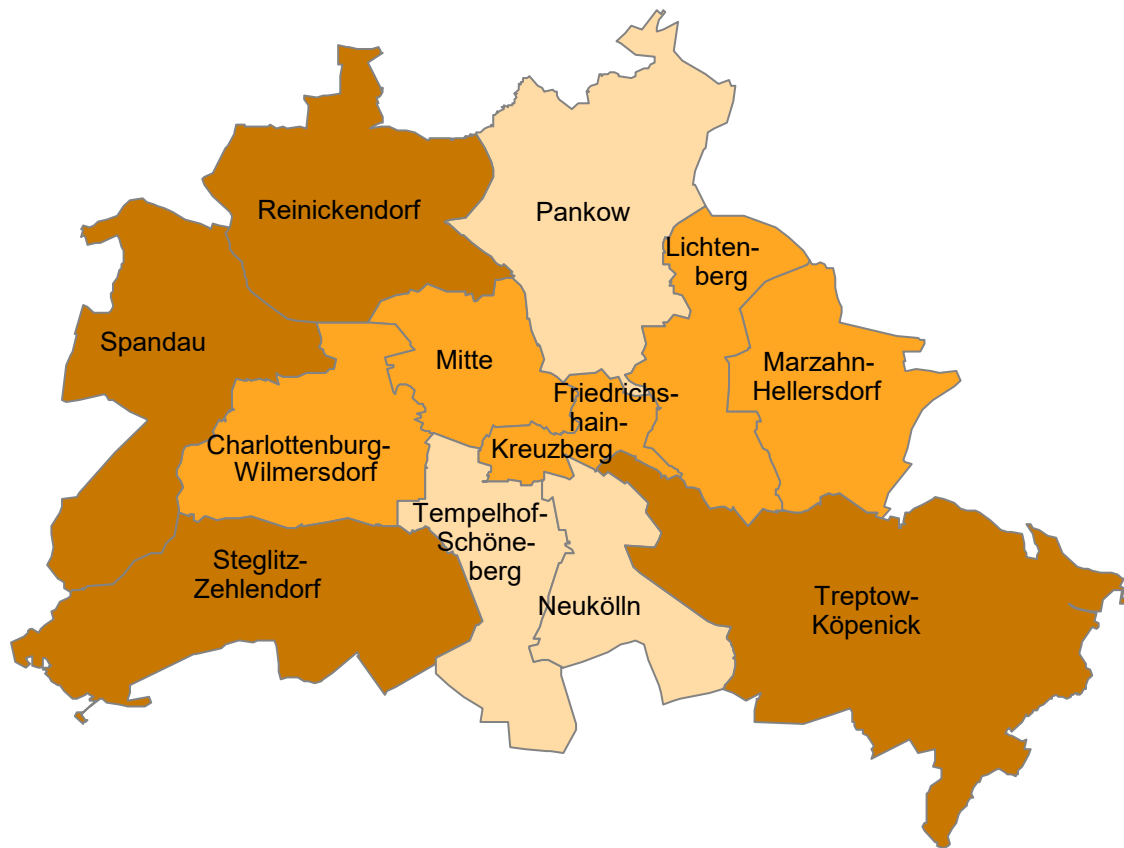 Reinickendorf
Pankow
Lichten-
berg
Spandau
Mitte
Marzahn-
Hellersdorf
Friedrichs-
hain-
Kreuzberg
Charlottenburg-
Wilmersdorf
Tempelhof-
Schöne-
berg
Steglitz-
Zehlendorf
Neukölln
Treptow-
Köpenick